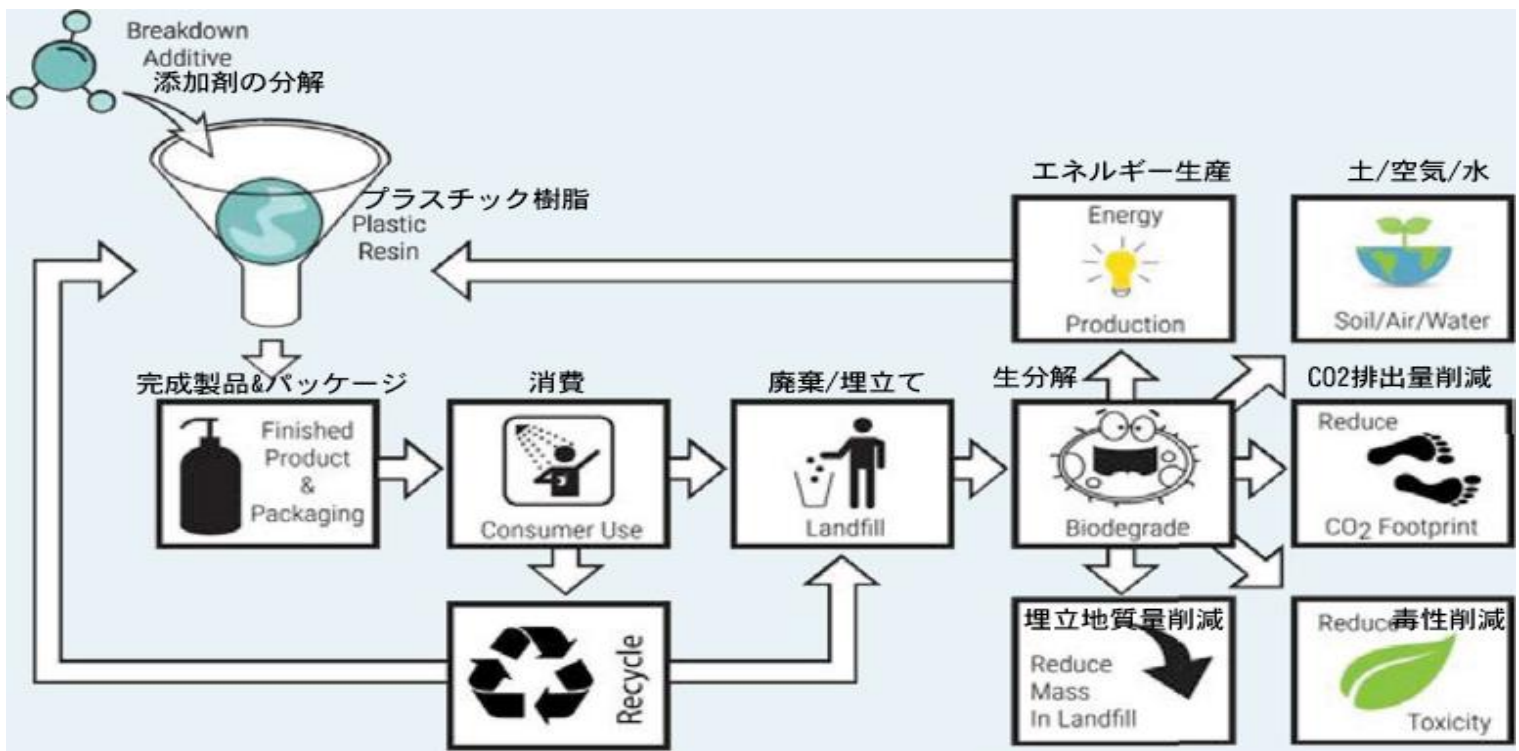 Breakdown
Additive
添加剤の分解
プラスチック樹脂
Plastic
Resin
エネルギー生産
Energy
Production
土/空気/水
Soil/Air/Water
完成製品&パッケージ
Finished
Product
&
Packaging
消費
Consumer Use
廃棄/埋立て
Landfill
生分解
Biodegrade
CO2排出量削減
Reduce
CO2 Footprint
Recycle
埋立地質量削減
Reduce
Mass
In Landfill
Reduce 毒性削減
Toxicity